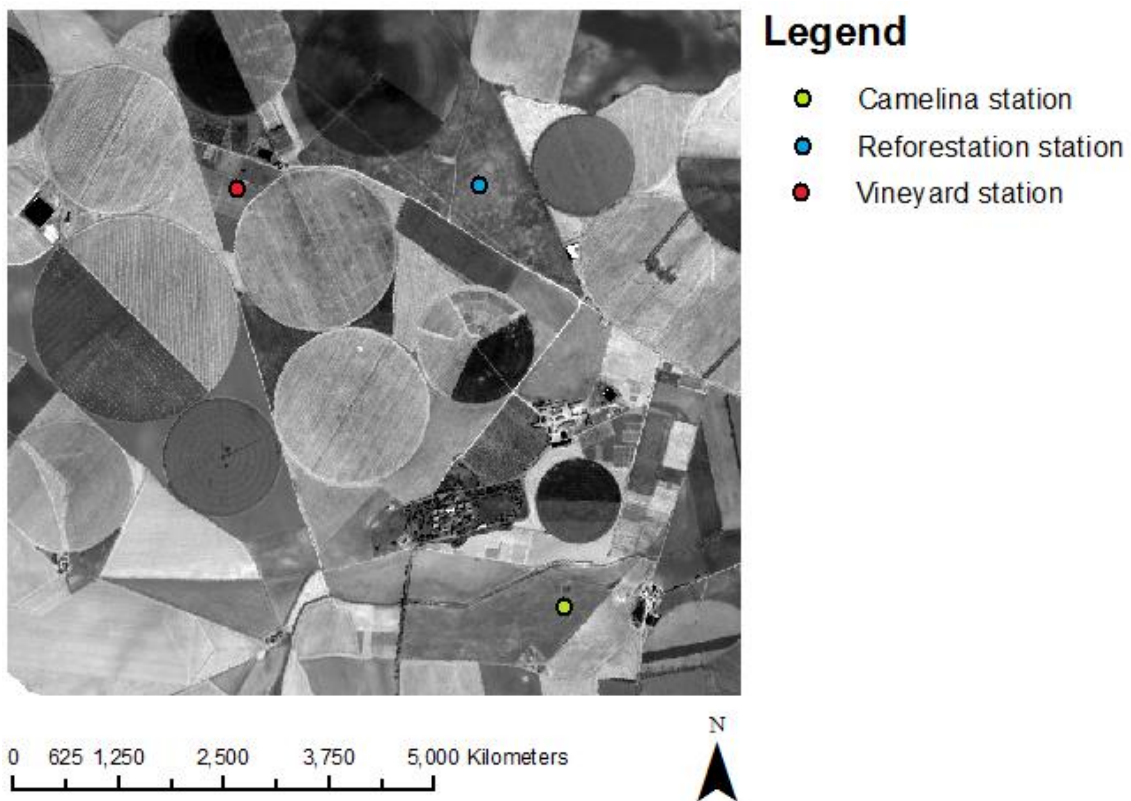 Legend
Camelina station
Reforestation station
Vineyard station
0 625 1,250 2,500 3,750 5,000 Kilometers
N